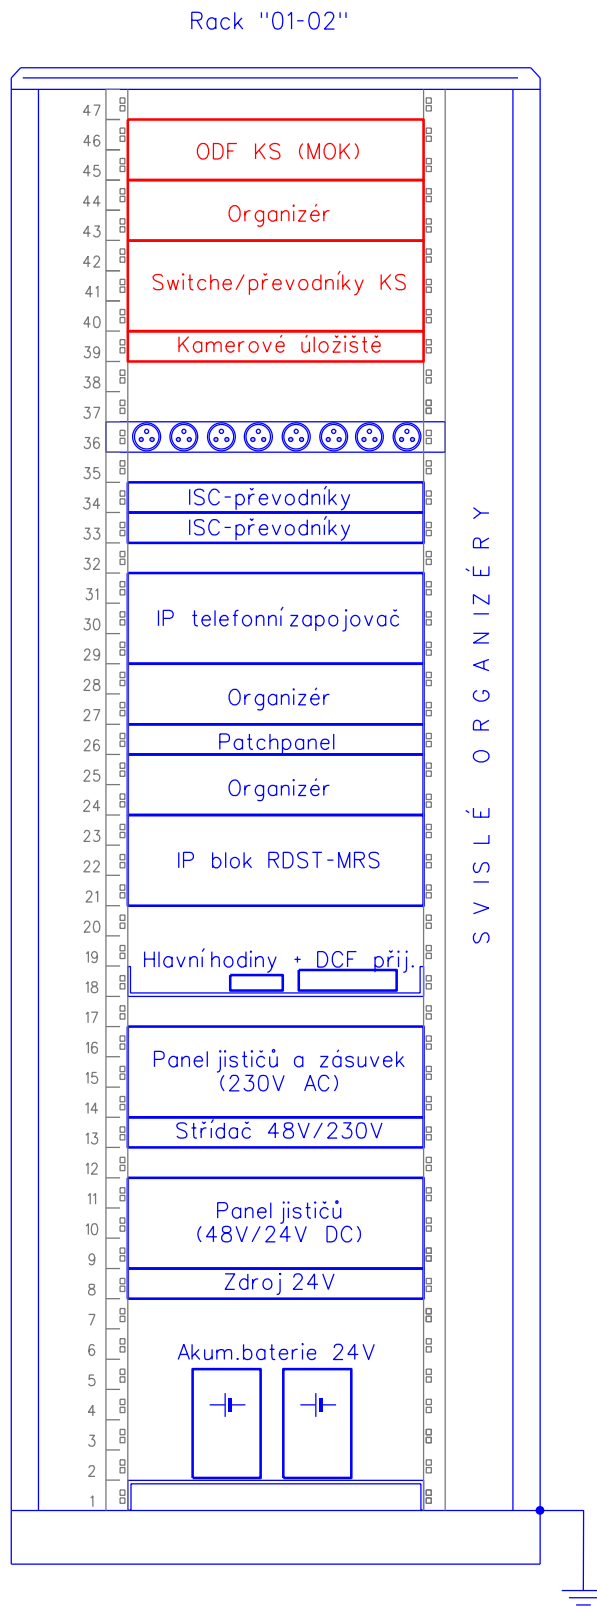 Rack "01-02"
47
46
ODF KS (MOK)
45
44
Organizér
43
42
Switche/převodníky KS
41
40
Kamerové úložiště
39
38
37
36
35
ISC-převodníky
34
ISC-převodníky
33
32
31
IP telefonní zapojovač
30
29
28
Organizér
27
Patchpanel
26
25
Organizér
24
23
IP blok RDST-MRS
22
21
20
Hlavní hodiny + DCF přij.
19
18
17
16
Panel jističů a zásuvek
15
(230V AC)
14
Střídač 48V/230V
13
12
11
Panel jističů
10
(48V/24V DC)
9
Zdroj 24V
8
7
6
Akum.baterie 24V
5
4
3
2
1
SVISLÉ ORGANIZÉRY